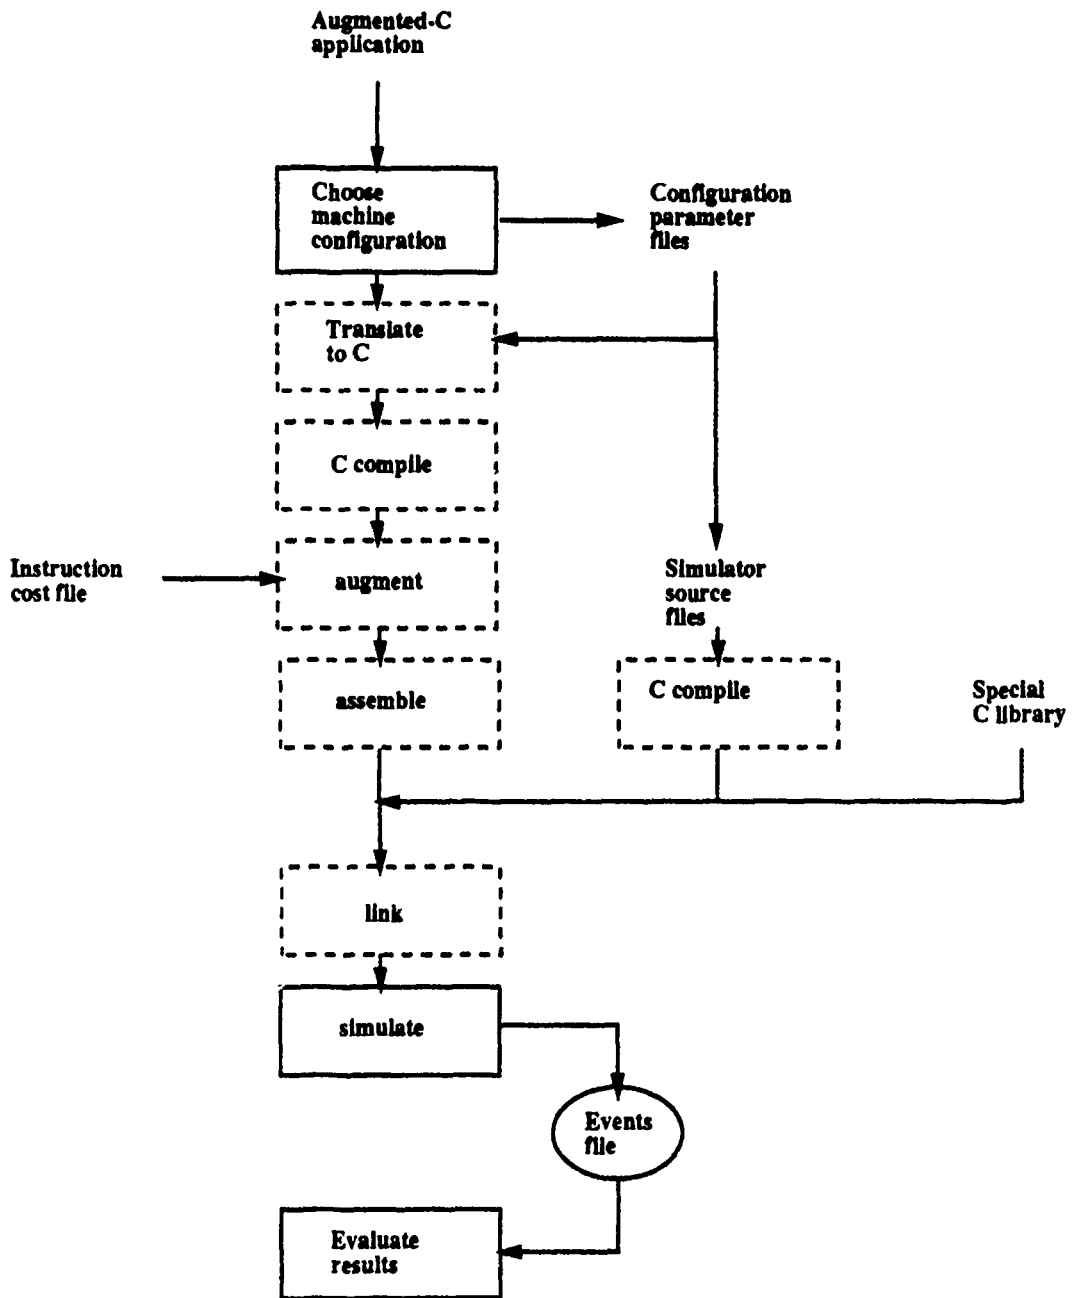 Augmented-C
application
Choose
machine
configuration
Configuration
parameter
files
Translate
to C
C compile
Instruction
cost file
augment
Simulator
source
files
assemble
C compile
Special
C library
link
simulate
Events
file
Evaluate
results